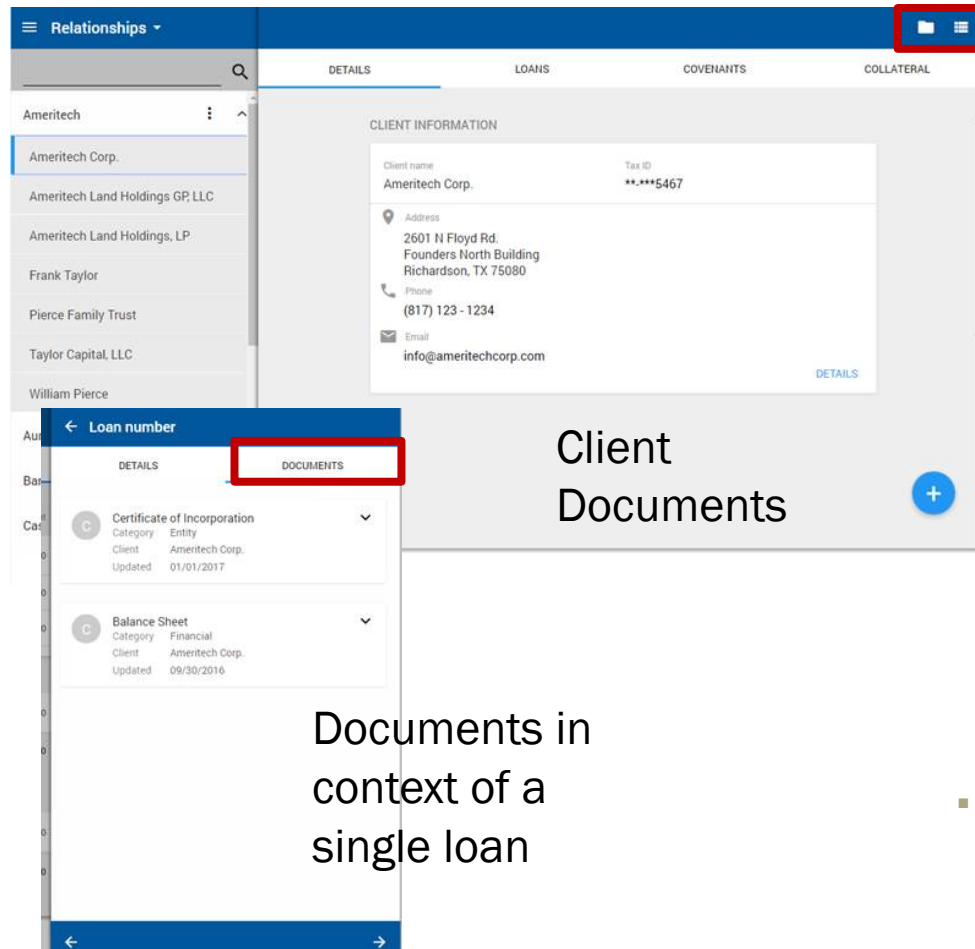 Relationships
DETAILS LOANS COVENANTS COLLATERAL
Ameritech
Ameritech Corp.
Ameritech Land Holdings GP, LLC
Ameritech Land Holdings, LP
Frank Taylor
Pierce Family Trust
Taylor Capital, LLC
William Pierce
CLIENT INFORMATION
Client name Tax ID
Ameritech Corp. **-***5467
Address
2601 N Floyd Rd.
Founders North Building
Richardson, TX 75080
Phone
(817) 123 - 1234
Email
info@ameritechcorp.com
DETAILS
Client
Documents
Loan number
DETAILS DOCUMENTS
C
Certificate of Incorporation
Category Entity
Client Ameritech Corp.
Updated 01/01/2017
C
Balance Sheet
Category Financial
Client Ameritech Corp.
Updated 09/30/2016
Documents in
context of a
single loan